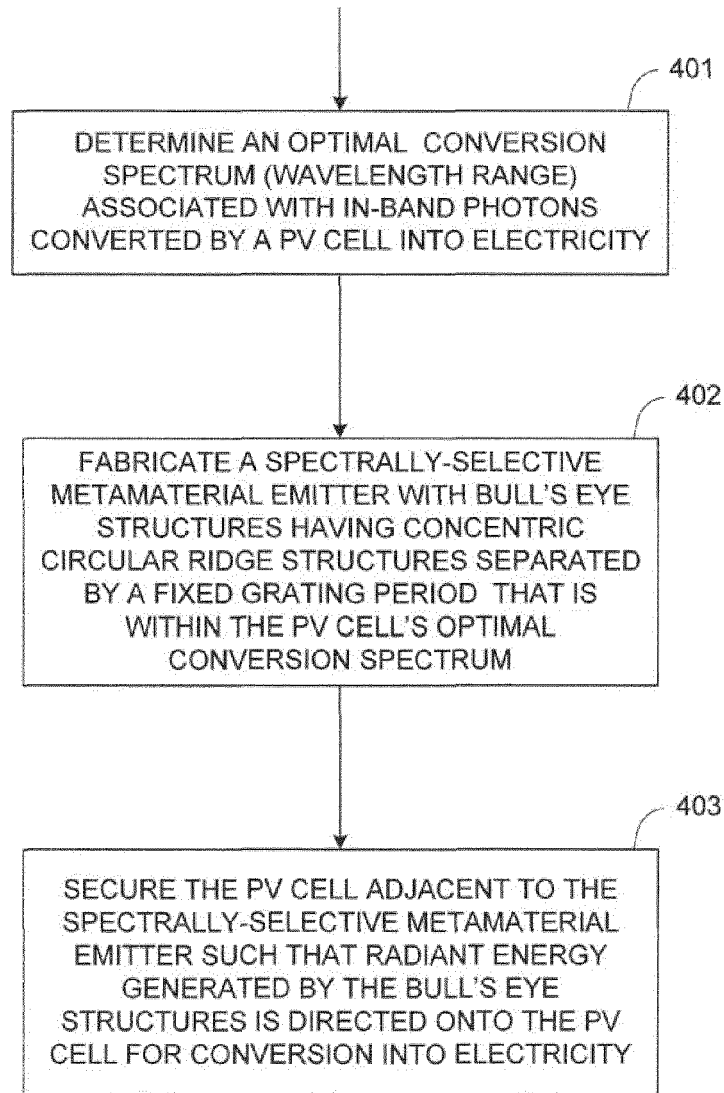 401
DETERMINE AN OPTIMAL CONVERSION
SPECTRUM (WAVELENGTH RANGE)
ASSOCIATED WITH IN-BAND PHOTONS
CONVERTED BY A PV CELL INTO ELECTRICITY
402
FABRICATE A SPECTRALLY-SELECTIVE
METAMATERIAL EMITTER WITH BULL'S EYE
STRUCTURES HAVING CONCENTRIC
CIRCULAR RIDGE STRUCTURES SEPARATED
BY A FIXED GRATING PERIOD THAT IS
WITHIN THE PV CELL'S OPTIMAL
CONVERSION SPECTRUM
403
SECURE THE PV CELL ADJACENT TO THE
SPECTRALLY-SELECTIVE METAMATERIAL
EMITTER SUCH THAT RADIANT ENERGY
GENERATED BY THE BULL'S EYE
STRUCTURES IS DIRECTED ONTO THE PV
CELL FOR CONVERSION INTO ELECTRICITY